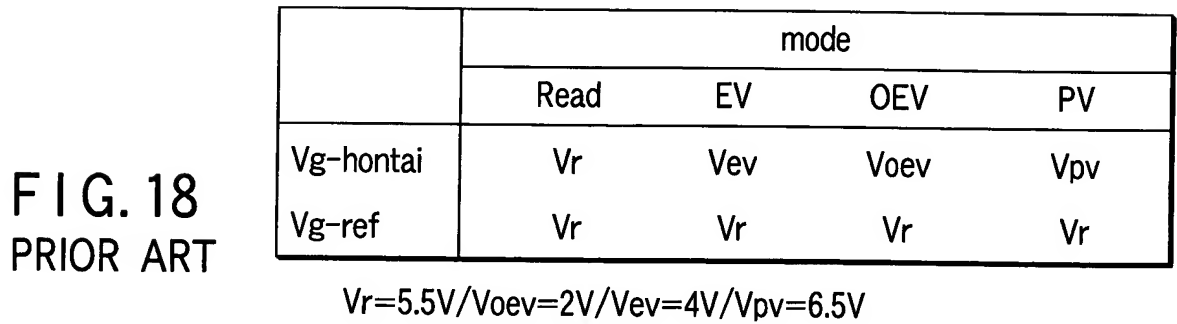 mode
Read EV OEV PV
Vg-hontai Vr Vev Voev Vpv
Vg-ref Vr Vr Vr Vr
FIG. 18
PRIOR ART
Vr=5.5V/Voev=2V/Vev=4V/Vpv=6.5V